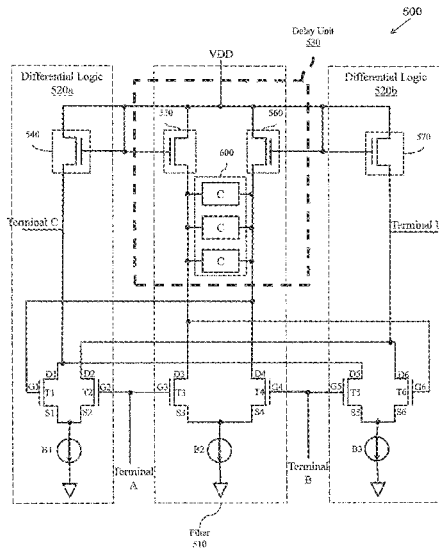 500
Delay Unit
530
VDD
Differential Logic
520a
Differential Logic
520b
540
550
560
570
600
C
C
C
Terminal C
Terminal
D1
D2
D3
D4
D5
D6
G1
T1
T2
G2
G3
T3
T4
G4
G5
T5
T6
G6
S1
S2
S3
S4
S5
S6
B1
B2
B3
Terminal
A
Terminal
B
Filter
510